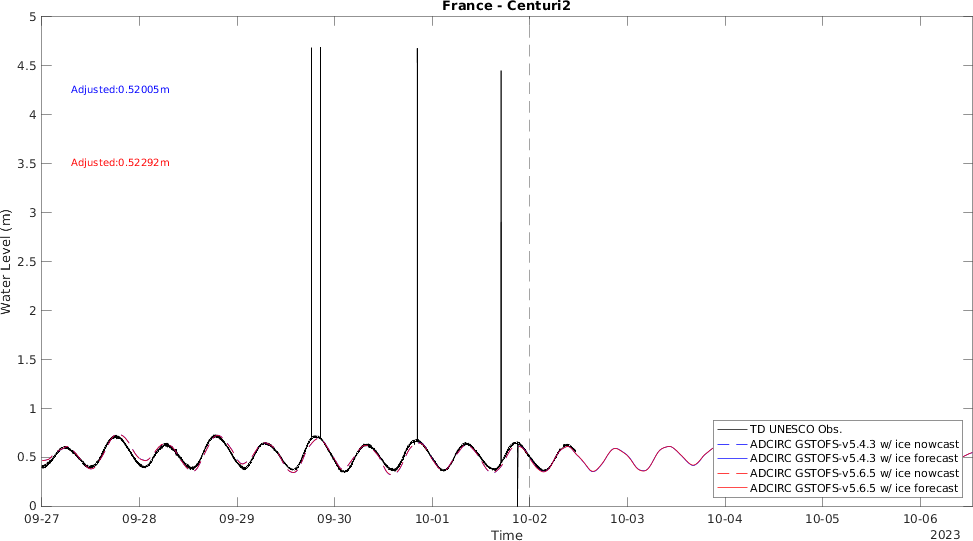 France - Centuri2
5
4.5
4
3.5
3
2.5
2
1.5
1
0.5
0
Water Level (m)
Adjusted:0.52005m
Adjusted:0.52292m
TD UNESCO Obs.
ADCIRC GSTOFS-v5.4.3 w/ ice nowcast
ADCIRC GSTOFS-v5.4.3 w/ ice forecast
ADCIRC GSTOFS-v5.6.5 w/ ice nowcast
ADCIRC GSTOFS-v5.6.5 w/ ice forecast
09-27 09-28 09-29 09-30 10-01 10-02 10-03 10-04 10-05 10-06
Time
2023